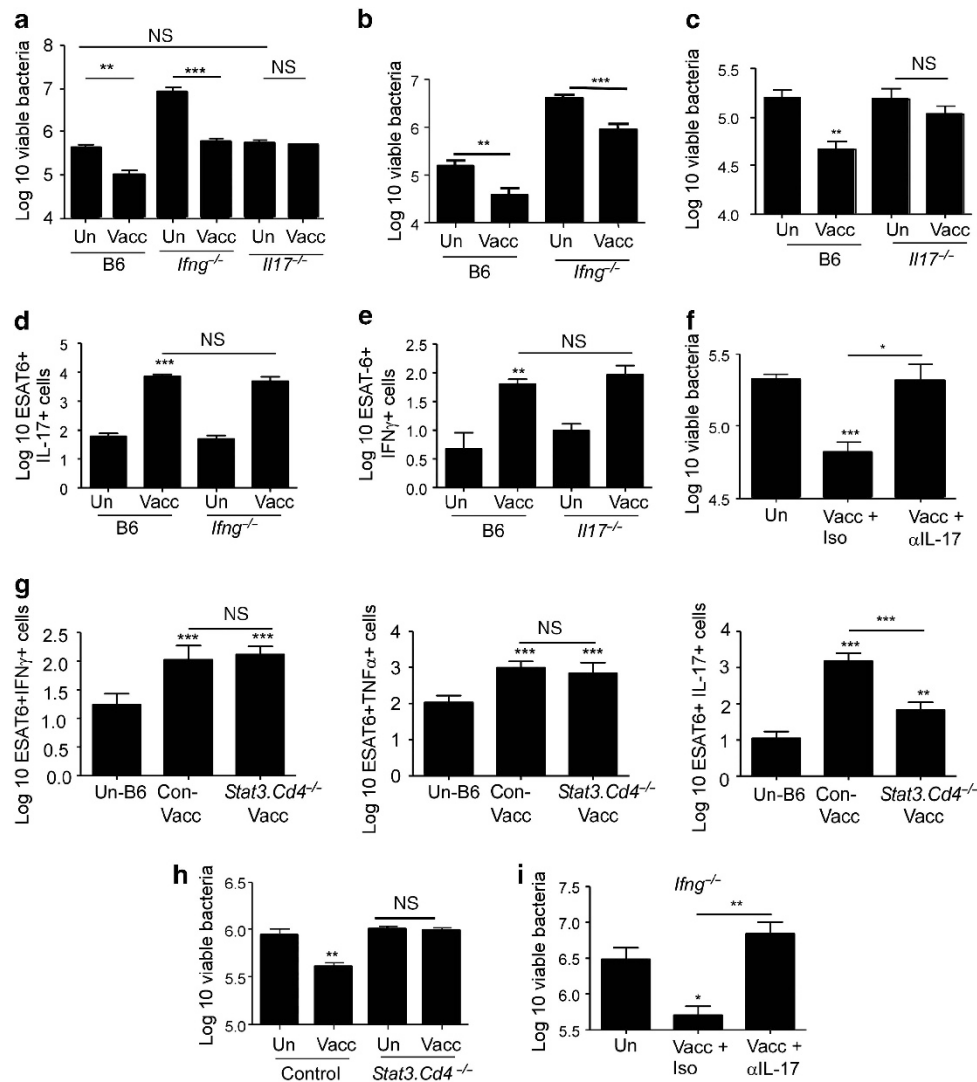 a
NS
**
***
NS
Log 10 viable bacteria
8
7
6
5
4
Un Vacc Un Vacc Un Vacc
B6 Ifng–/– Il17–/–
b
**
***
Log 10 viable bacteria
7
6
5
4
Un Vacc Un Vacc
B6 Ifng–/–
c
NS
**
Log 10 viable bacteria
5.5
5.0
4.5
4.0
Un Vacc Un Vacc
B6 Il17–/–
d
NS
***
Log 10 ESAT6+
IL-17+ cells
5
4
3
2
1
0
Un Vacc Un Vacc
B6 Ifng–/–
e
NS
**
Log 10 ESAT-6+
IFNγ+ cells
2.5
2.0
1.5
1.0
0.5
0.0
Un Vacc Un Vacc
B6 Il17–/–
f
*
***
Log 10 viable bacteria
5.5
5.0
4.5
Un Vacc + Vacc +
Iso αIL-17
g
NS
*** ***
Log 10 ESAT6+IFNγ+ cells
2.5
2.0
1.5
1.0
0.5
0.0
Un-B6 Con- Stat3.Cd4–/–
Vacc Vacc
NS
*** ***
Log 10 ESAT6+TNFα+ cells
4
3
2
1
0
Un-B6 Con- Stat3.Cd4–/–
Vacc Vacc
***
*** **
Log 10 ESAT6+ IL-17+ cells
4
3
2
1
0
Un-B6 Con- Stat3.Cd4–/–
Vacc Vacc
h
NS
**
Log 10 viable bacteria
6.5
6.0
5.5
5.0
Un Vacc Un Vacc
Control Stat3.Cd4 –/–
i
Ifng–/–
**
*
Log 10 viable bacteria
7.5
7.0
6.5
6.0
5.5
Un Vacc + Vacc +
Iso αIL-17